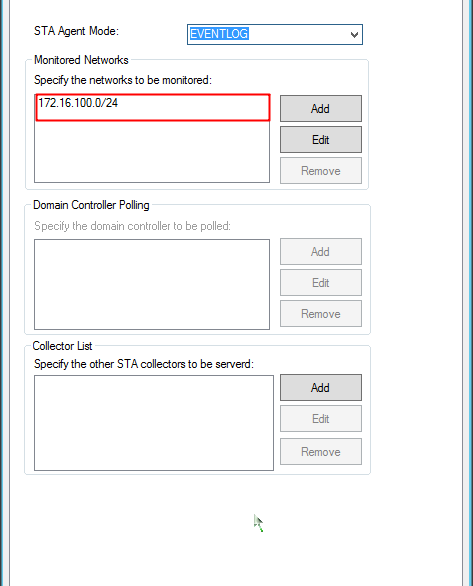 STA Agent Mode:
EVENTLOG
Monitored Networks
Specify the networks to be monitored:
172.16.100.0/24
Add
Edit
Remove
Domain Controller Polling
Specify the domain controller to be polled:
Add
Edit
Remove
Collector List
Specify the other STA collectors to be serverd:
Add
Edit
Remove